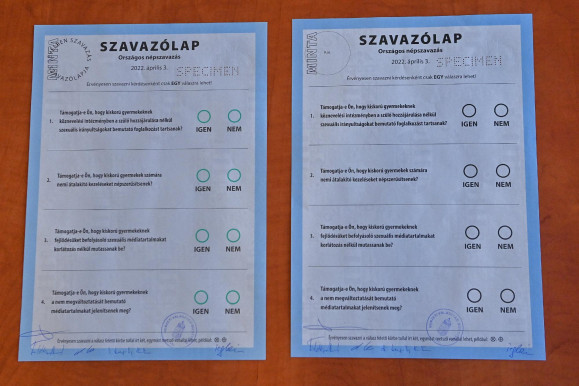 MINTA
SZAVAZÓLAP
Országos népszavazás
2022. április 3.
SPECIMEN
Érvényesen szavazni kérdésenként csak EGY válaszra lehet!
1. Támogatja-e Ön, hogy kiskorú gyermekeknek
köznevelési intézményben a szülő hozzájárulása nélkül
szexuális irányultságokat bemutató foglalkozást tartsanak?
IGEN NEM
2. Támogatja-e Ön, hogy kiskorú gyermekek számára
nemi átalakító kezeléseket népszerűsítsenek?
IGEN NEM
3. Támogatja-e Ön, hogy kiskorú gyermekeknek
fejlődésüket befolyásoló szexuális médiatartalmakat
korlátozás nélkül mutassanak be?
IGEN NEM
4. Támogatja-e Ön, hogy kiskorú gyermekeknek
a nem megváltoztatását bemutató
médiatartalmakat jelenítsenek meg?
IGEN NEM
MINTA
SZAVAZÓLAP
Országos népszavazás
2022. április 3.
SPECIMEN
Érvényesen szavazni kérdésenként csak EGY válaszra lehet!
1. Támogatja-e Ön, hogy kiskorú gyermekeknek
köznevelési intézményben a szülő hozzájárulása nélkül
szexuális irányultságokat bemutató foglalkozást tartsanak?
IGEN NEM
2. Támogatja-e Ön, hogy kiskorú gyermekek számára
nemi átalakító kezeléseket népszerűsítsenek?
IGEN NEM
3. Támogatja-e Ön, hogy kiskorú gyermekeknek
fejlődésüket befolyásoló szexuális médiatartalmakat
korlátozás nélkül mutassanak be?
IGEN NEM
4. Támogatja-e Ön, hogy kiskorú gyermekeknek
a nem megváltoztatását bemutató
médiatartalmakat jelenítsenek meg?
IGEN NEM